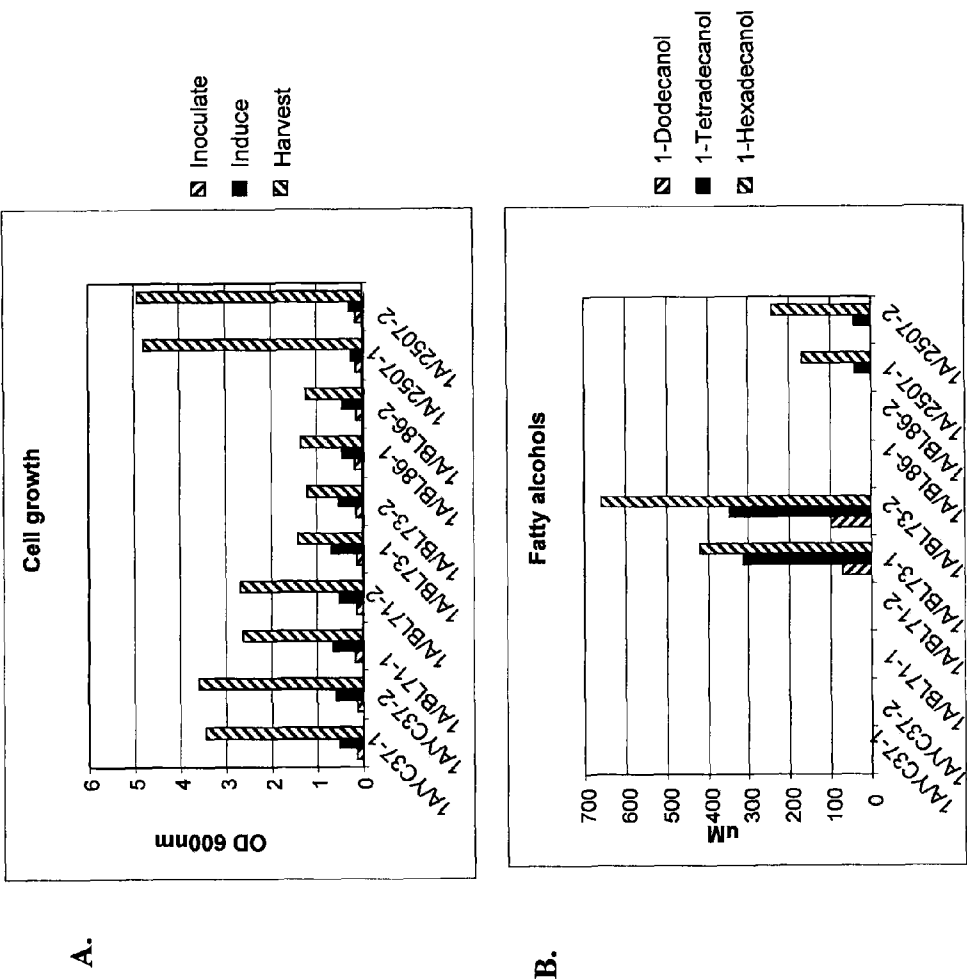 A.
Cell growth
OD 600nm
6
5
4
3
2
1
0
1A/YC37-1
1A/YC37-2
1A/BL71-1
1A/BL71-2
1A/BL73-1
1A/BL73-2
1A/BL86-1
1A/BL86-2
1A/2507-1
1A/2507-2
Inoculate
Induce
Harvest
B.
Fatty alcohols
uM
700
600
500
400
300
200
100
0
1A/YC37-1
1A/YC37-2
1A/BL71-1
1A/BL71-2
1A/BL73-1
1A/BL73-2
1A/BL86-1
1A/BL86-2
1A/2507-1
1A/2507-2
1-Dodecanol
1-Tetradecanol
1-Hexadecanol